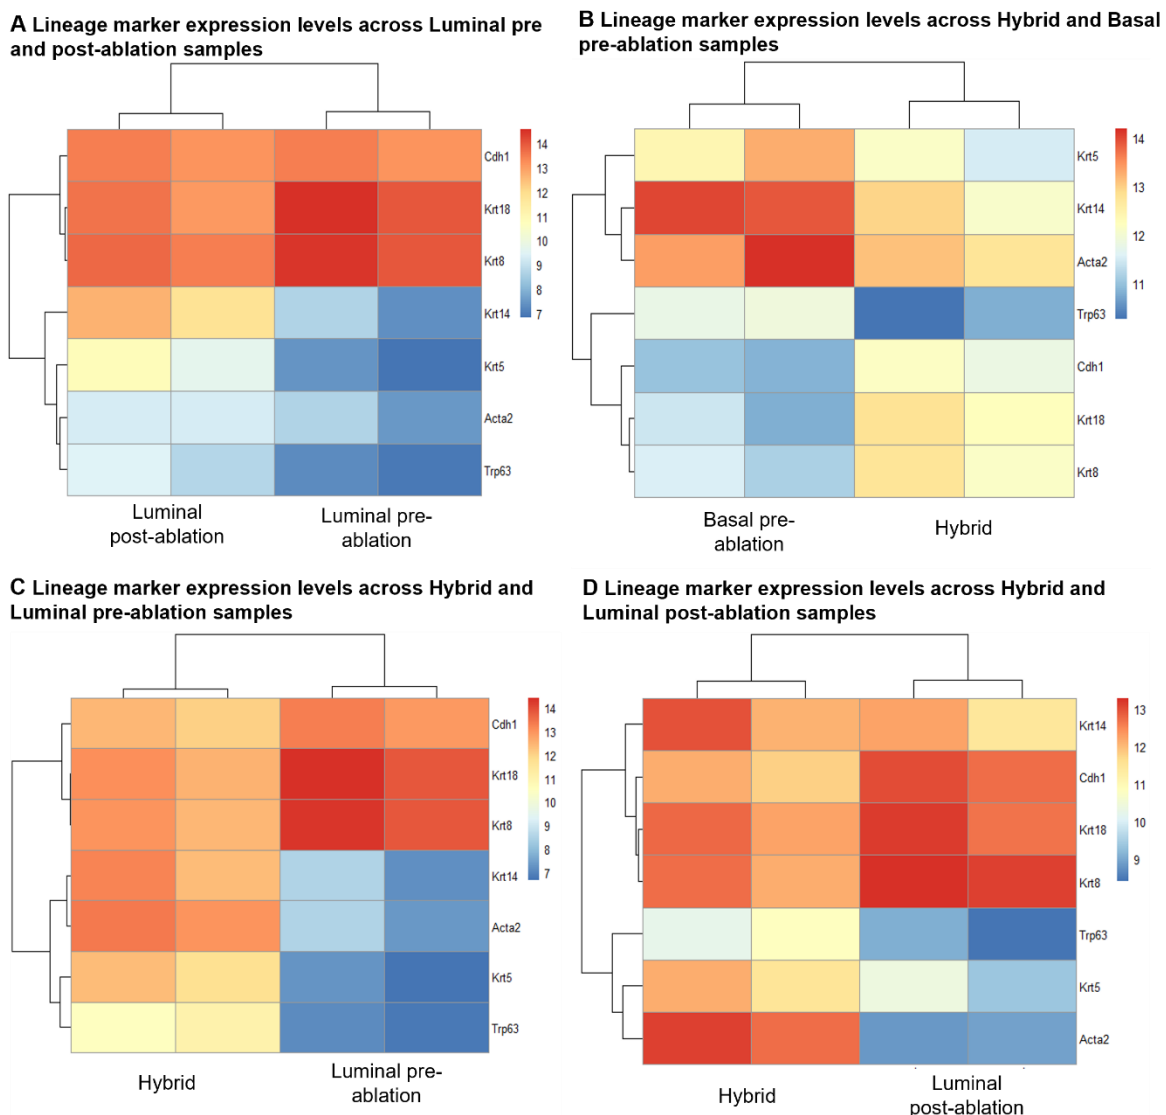 A Lineage marker expression levels across Luminal pre
and post-ablation samples
Cdh1
Krt18
Krt8
Krt14
Krt5
Acta2
Trp63
14
13
12
11
10
9
8
7
Luminal
post-ablation
Luminal pre-
ablation
B Lineage marker expression levels across Hybrid and Basal
pre-ablation samples
Krt5
Krt14
Acta2
Trp63
Cdh1
Krt18
Krt8
14
13
12
11
Basal pre-
ablation
Hybrid
C Lineage marker expression levels across Hybrid and
Luminal pre-ablation samples
Cdh1
Krt18
Krt8
Krt14
Acta2
Krt5
Trp63
14
13
12
11
10
9
8
7
Hybrid
Luminal pre-
ablation
D Lineage marker expression levels across Hybrid and
Luminal post-ablation samples
Krt14
Cdh1
Krt18
Krt8
Trp63
Krt5
Acta2
13
12
11
10
9
Hybrid
Luminal
post-ablation